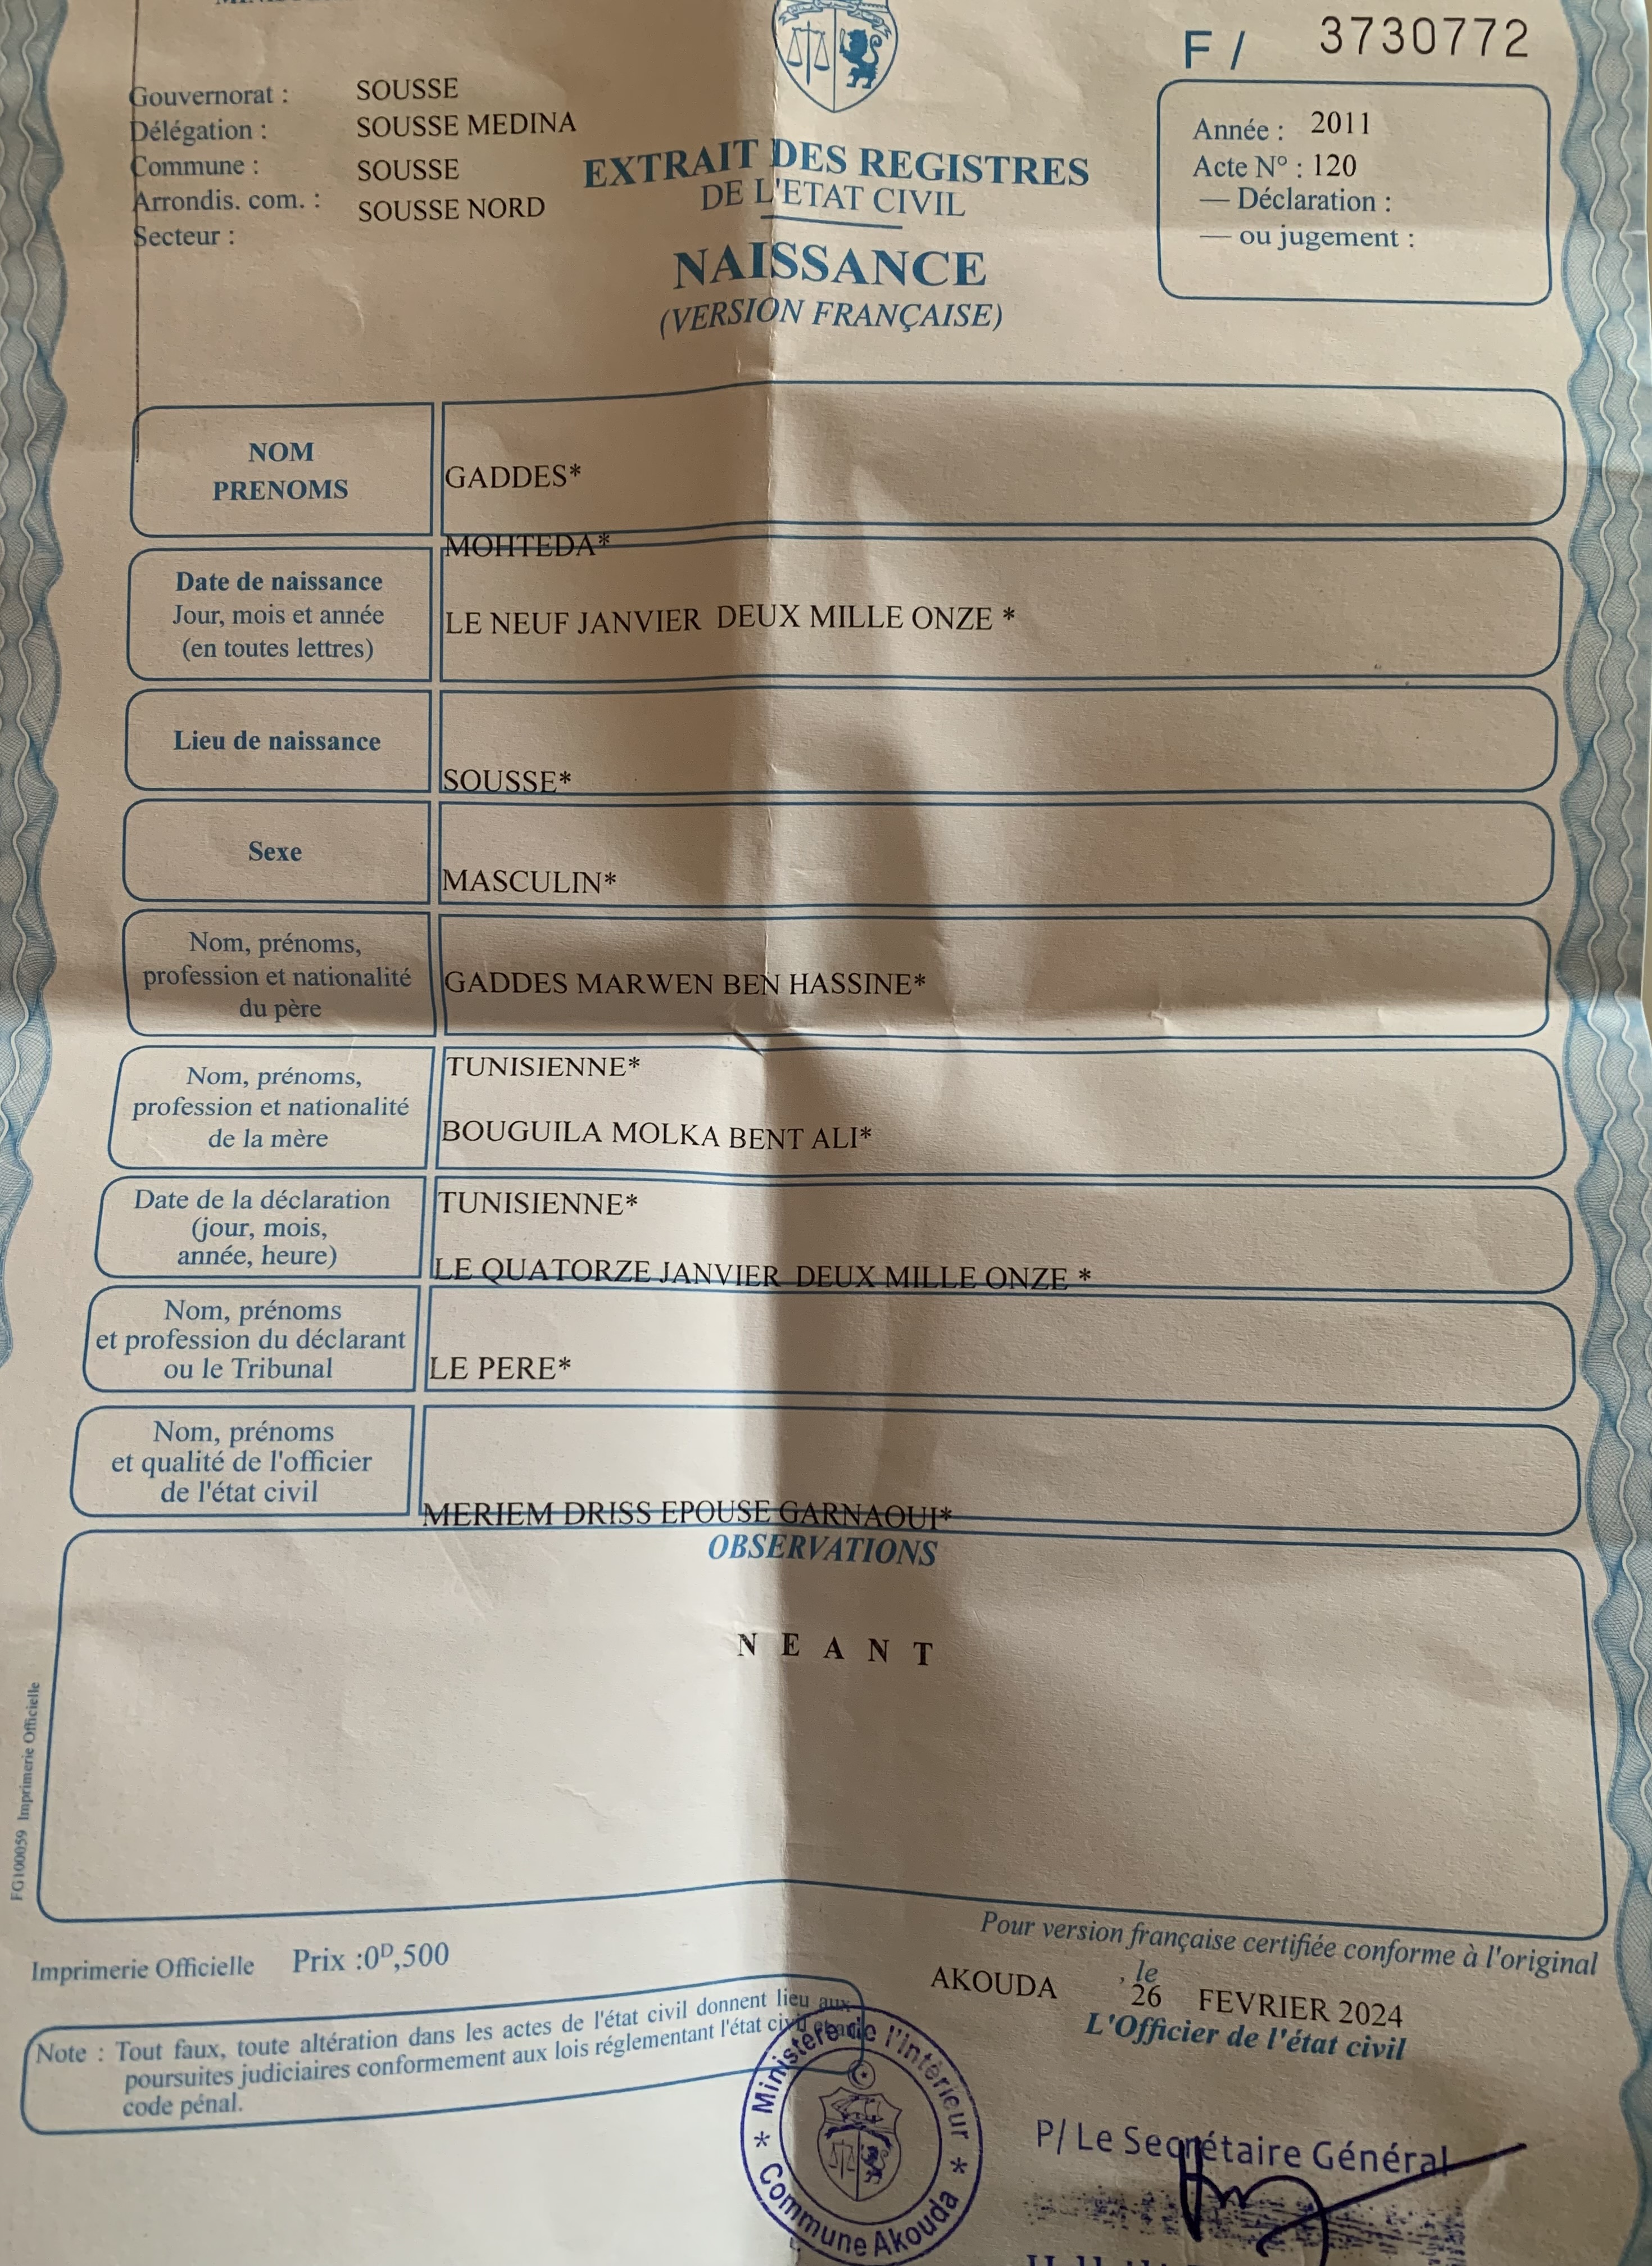 F / 3730772
Gouvernorat : SOUSSE
Délégation : SOUSSE MEDINA
Commune : SOUSSE
Arrondis. com. : SOUSSE NORD
Secteur :
EXTRAIT DES REGISTRES
DE L'ETAT CIVIL
NAISSANCE
(VERSION FRANÇAISE)
Année : 2011
Acte N° : 120
— Déclaration :
— ou jugement :
NOM
PRENOMS
GADDES*
MOHTEDA*
Date de naissance
Jour, mois et année
(en toutes lettres)
LE NEUF JANVIER DEUX MILLE ONZE *
Lieu de naissance
SOUSSE*
Sexe
MASCULIN*
Nom, prénoms,
profession et nationalité
du père
GADDES MARWEN BEN HASSINE*
TUNISIENNE*
Nom, prénoms,
profession et nationalité
de la mère
BOUGUILA MOLKA BENT ALI*
TUNISIENNE*
Date de la déclaration
(jour, mois,
année, heure)
LE QUATORZE JANVIER DEUX MILLE ONZE *
Nom, prénoms
et profession du déclarant
ou le Tribunal
LE PERE*
Nom, prénoms
et qualité de l'officier
de l'état civil
MERIEM DRISS EPOUSE GARNAOUI*
OBSERVATIONS
N E A N T
FG100059 Imprimerie Officielle
Imprimerie Officielle Prix :0ᴰ,500
Pour version française certifiée conforme à l'original
AKOUDA , le 26 FEVRIER 2024
L'Officier de l'état civil
Note : Tout faux, toute altération dans les actes de l'état civil donnent lieu aux
poursuites judiciaires conformement aux lois réglementant l'état civil et au
code pénal.
* Ministère de l'Intérieur *
Commune Akouda
P/ Le Secrétaire Général